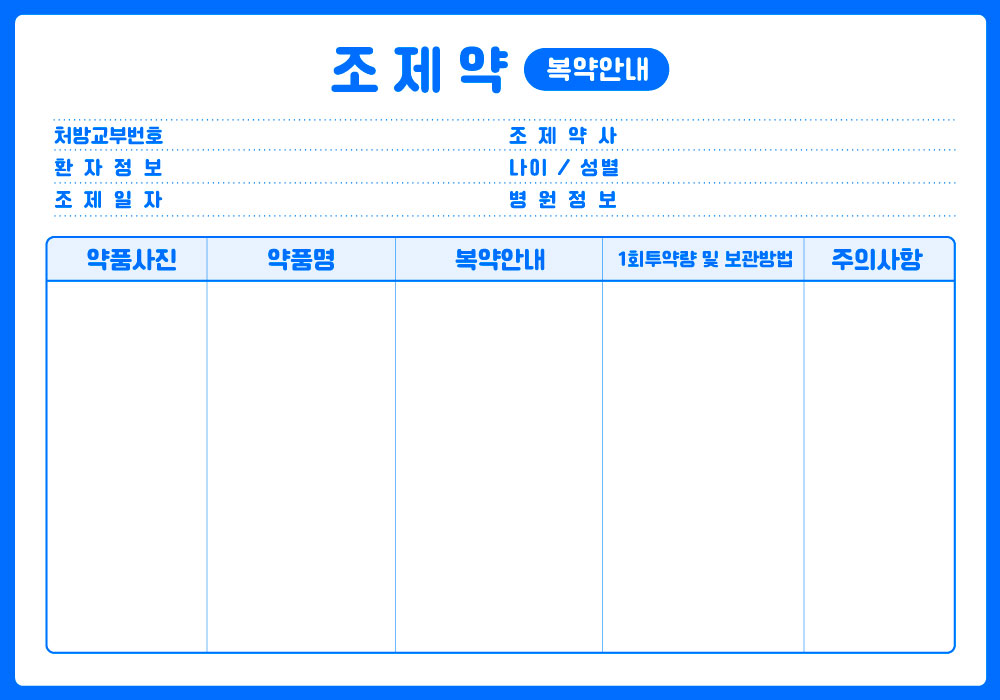 조 제 약 복약안내
처방교부번호 조 제 약 사
환 자 정 보 나이 / 성별
조 제 일 자 병 원 정 보
약품사진 약품명 복약안내 1회투약량 및 보관방법 주의사항